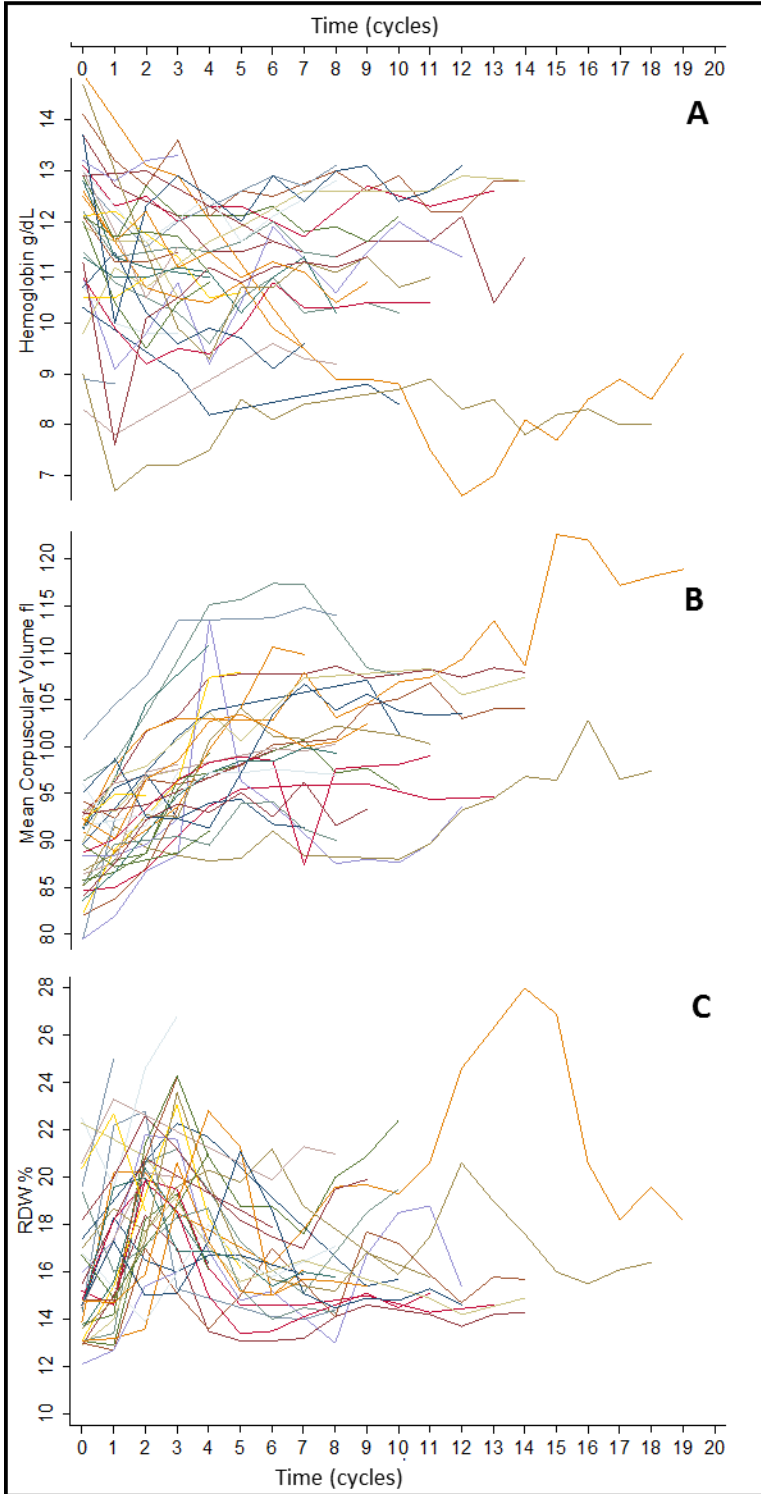 Time (cycles)
0 1 2 3 4 5 6 7 8 9 10 11 12 13 14 15 16 17 18 19 20
A
Hemoglobin g/dL
14
13
12
11
10
9
8
7
B
Mean Corpuscular Volume fl
120
115
110
105
100
95
90
85
80
C
RDW %
28
26
24
22
20
18
16
14
12
10
0 1 2 3 4 5 6 7 8 9 10 11 12 13 14 15 16 17 18 19 20
Time (cycles)